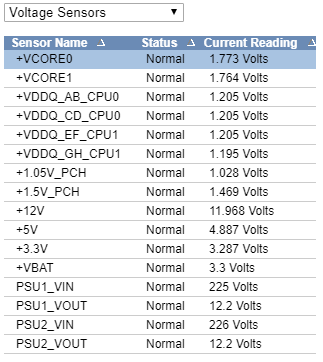 Voltage Sensors
Sensor Name Status Current Reading
+VCORE0 Normal 1.773 Volts
+VCORE1 Normal 1.764 Volts
+VDDQ_AB_CPU0 Normal 1.205 Volts
+VDDQ_CD_CPU0 Normal 1.205 Volts
+VDDQ_EF_CPU1 Normal 1.205 Volts
+VDDQ_GH_CPU1 Normal 1.195 Volts
+1.05V_PCH Normal 1.028 Volts
+1.5V_PCH Normal 1.469 Volts
+12V Normal 11.968 Volts
+5V Normal 4.887 Volts
+3.3V Normal 3.287 Volts
+VBAT Normal 3.3 Volts
PSU1_VIN Normal 225 Volts
PSU1_VOUT Normal 12.2 Volts
PSU2_VIN Normal 226 Volts
PSU2_VOUT Normal 12.2 Volts